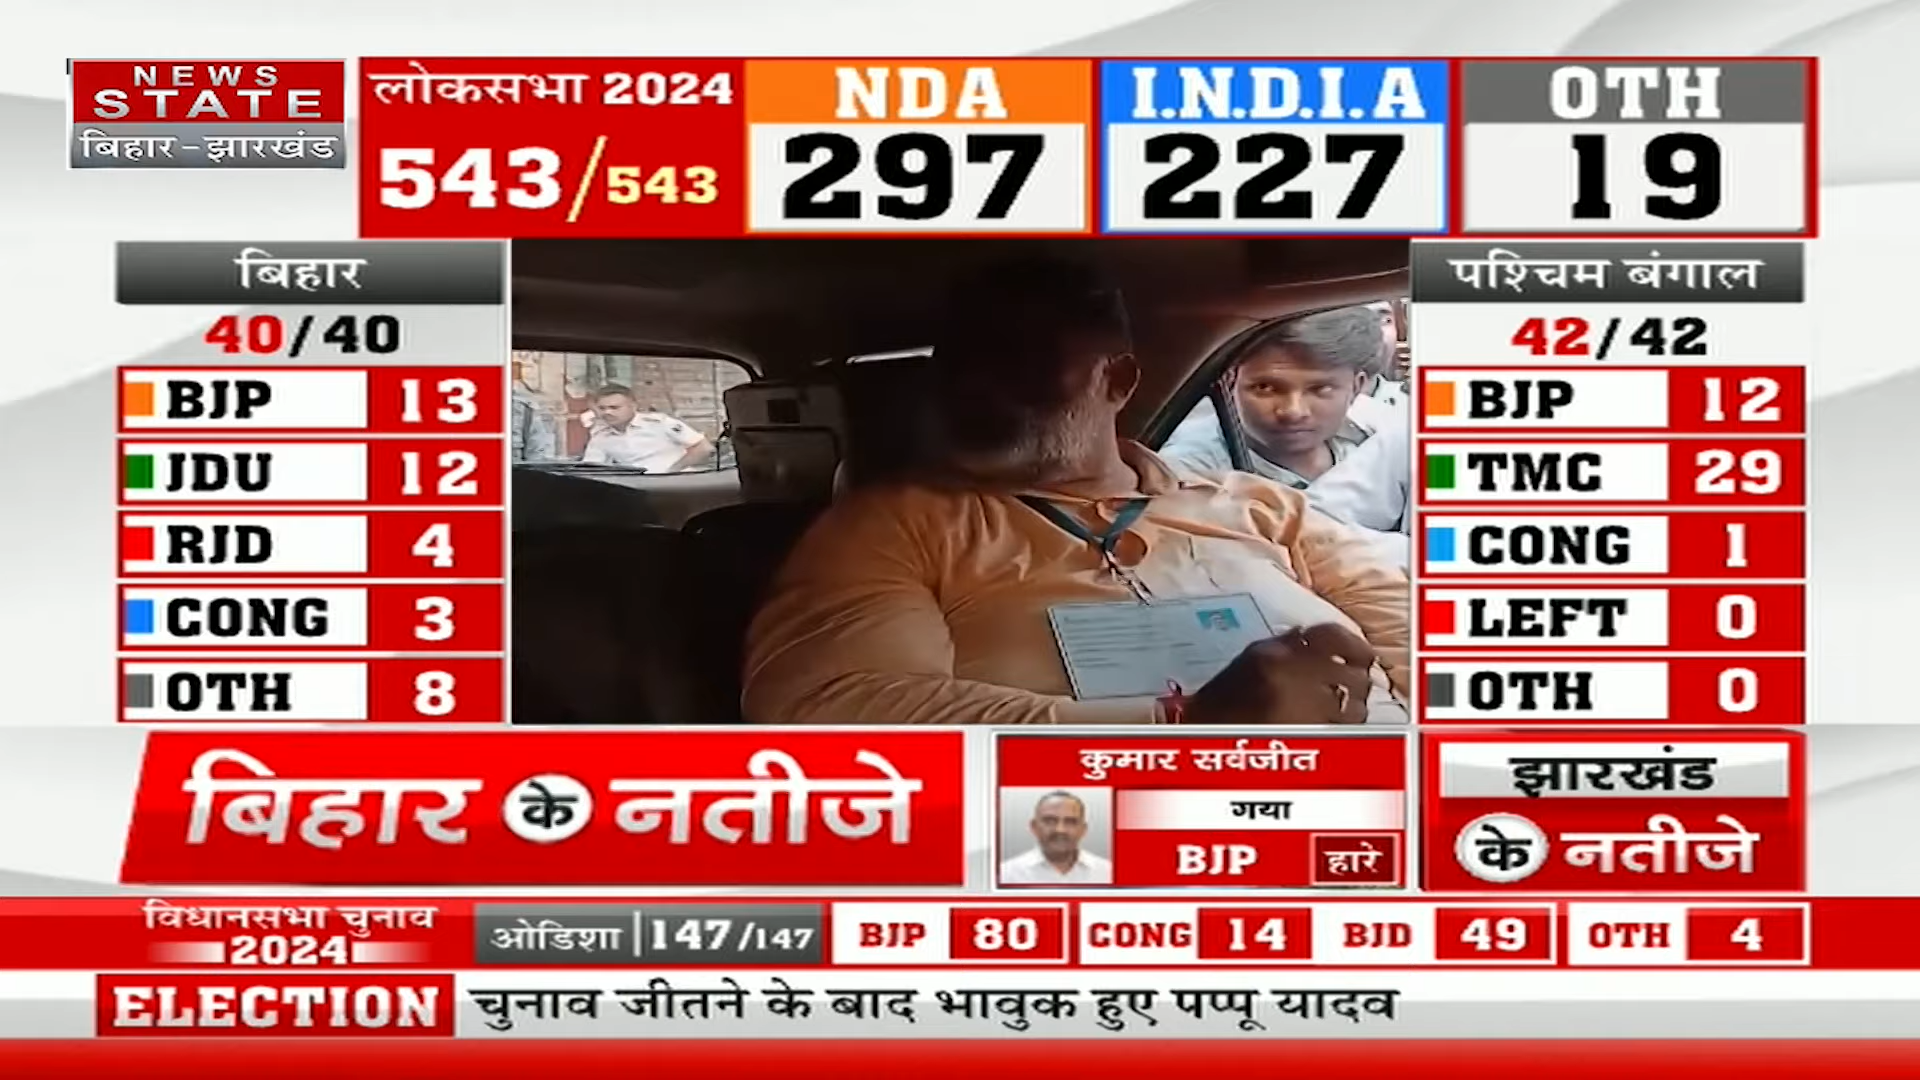 NEWS
STATE
बिहार-झारखंड
लोकसभा 2024
543/543
NDA
297
I.N.D.I.A
227
OTH
19
बिहार
40/40
BJP 13
JDU 12
RJD 4
CONG 3
OTH 8
पश्चिम बंगाल
42/42
BJP 12
TMC 29
CONG 1
LEFT 0
OTH 0
बिहार के नतीजे
कुमार सर्वजीत
गया
BJP हारे
झारखंड
के नतीजे
विधानसभा चुनाव
2024
ओडिशा 147/147 BJP 80 CONG 14 BJD 49 OTH 4
ELECTION चुनाव जीतने के बाद भावुक हुए पप्पू यादव